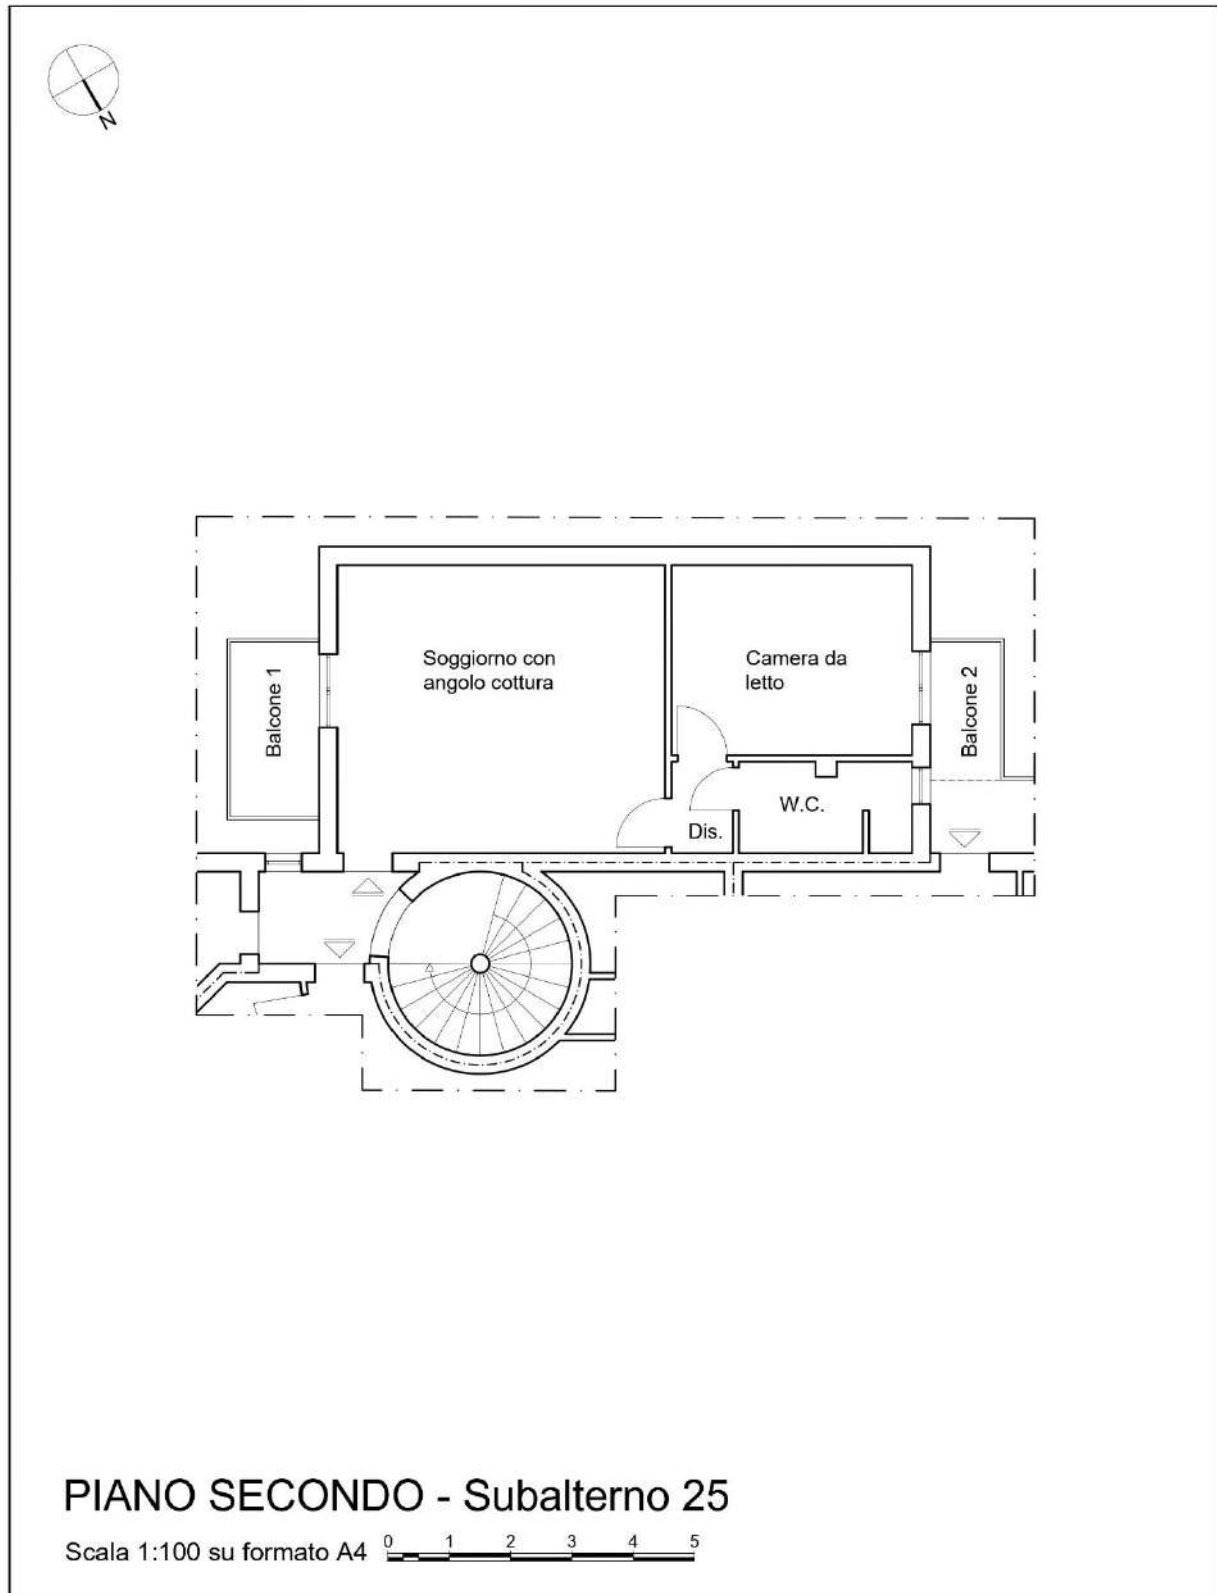 N
Soggiorno con
angolo cottura
Camera da
letto
Balcone 1
Balcone 2
W.C.
Dis.
PIANO SECONDO - Subalterno 25
Scala 1:100 su formato A4
0 1 2 3 4 5